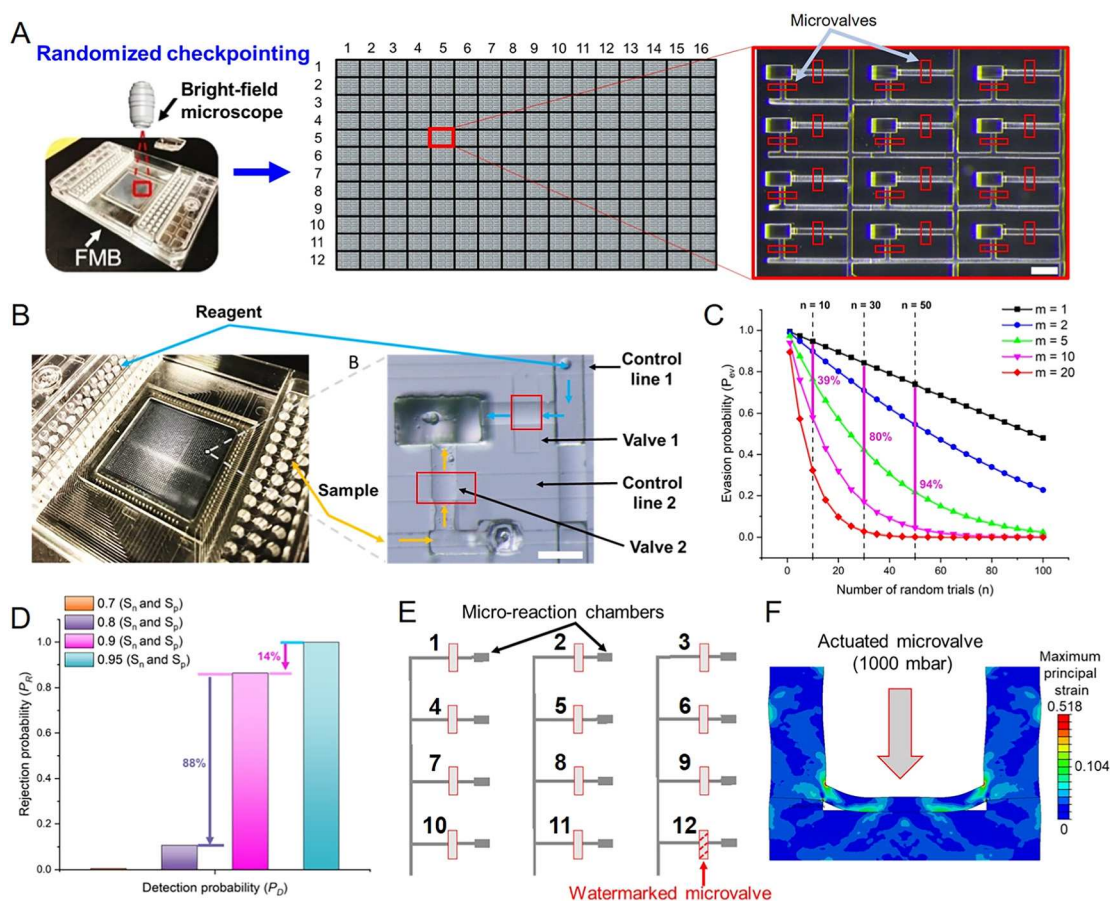 A
Randomized checkpointing
Bright-field
microscope
FMB
1 2 3 4 5 6 7 8 9 10 11 12 13 14 15 16
1
2
3
4
5
6
7
8
9
10
11
12
Microvalves
B
Reagent
Sample
B
Control
line 1
Valve 1
Control
line 2
Valve 2
C
n = 10
n = 30
n = 50
m = 1
m = 2
m = 5
m = 10
m = 20
39%
80%
94%
1.0
0.8
0.6
0.4
0.2
0.0
Evasion probability (Pev)
0 20 40 60 80 100
Number of random trials (n)
D
0.7 (Sn and Sp)
0.8 (Sn and Sp)
0.9 (Sn and Sp)
0.95 (Sn and Sp)
14%
88%
1.0
0.8
0.6
0.4
0.2
0.0
Rejection probability (PR)
Detection probability (PD)
E
Micro-reaction chambers
1 2 3
4 5 6
7 8 9
10 11 12
Watermarked microvalve
F
Actuated microvalve
(1000 mbar)
Maximum
principal
strain
0.518
0.104
0